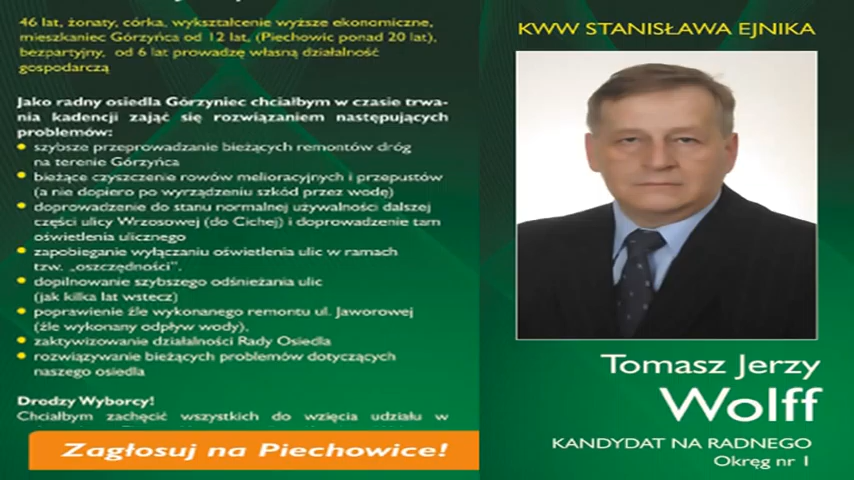 46 lat, żonaty, córka, wykształcenie wyższe ekonomiczne,
mieszkaniec Górzyńca od 12 lat, (Piechowic ponad 20 lat),
bezpartyjny, od 6 lat prowadzę własną działalność
gospodarczą
Jako radny osiedla Górzyniec chciałbym w czasie trwa-
nia kadencji zająć się rozwiązaniem następujących
problemów:
szybsze przeprowadzanie bieżących remontów dróg
na terenie Górzyńca
bieżące czyszczenie rowów melioracyjnych i przepustów
(a nie dopiero po wyrządzeniu szkód przez wodę)
doprowadzenie do stanu normalnej używalności dalszej
części ulicy Wrzosowej (do Cichej) i doprowadzenie tam
oświetlenia ulicznego
zapobieganie wyłączaniu oświetlenia ulic w ramach
tzw. „oszczędności”.
dopilnowanie szybszego odśnieżania ulic
(jak kilka lat wstecz)
poprawienie źle wykonanego remontu ul. Jaworowej
(źle wykonany odpływ wody),
zaktywizowanie działalności Rady Osiedla
rozwiązywanie bieżących problemów dotyczących
naszego osiedla
Drodzy Wyborcy!
Chciałbym zachęcić wszystkich do wzięcia udziału w
Zagłosuj na Piechowice!
KWW STANISŁAWA EJNIKA
Tomasz Jerzy
Wolff
KANDYDAT NA RADNEGO
Okręg nr 1